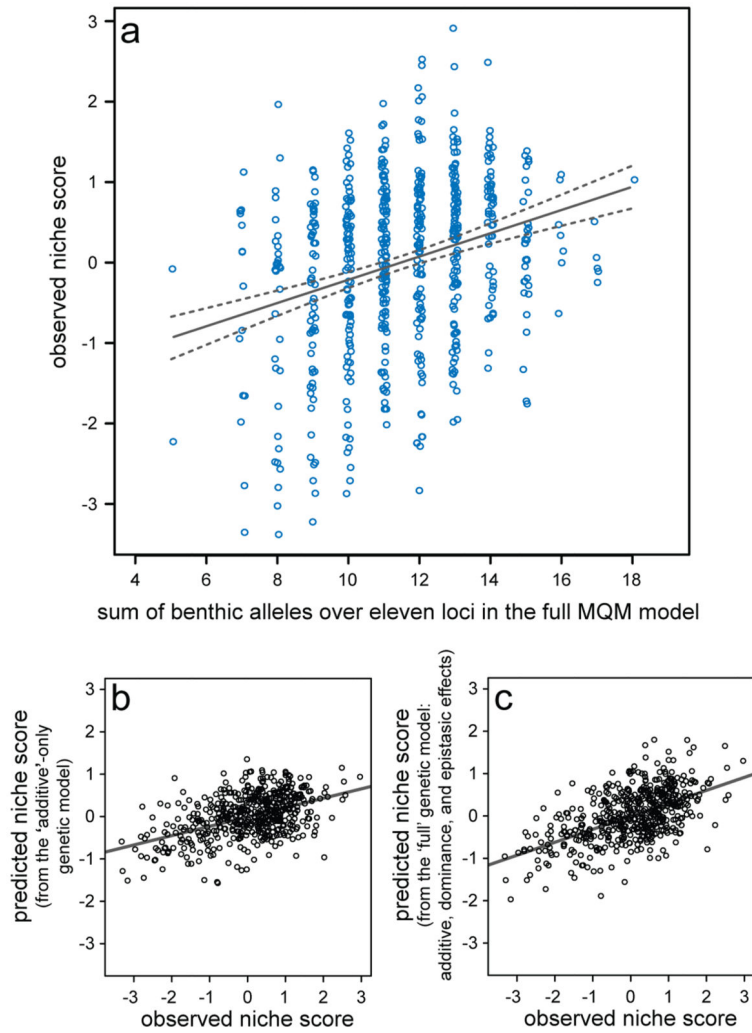 a
3
2
1
0
-1
-2
-3
observed niche score
4 6 8 10 12 14 16 18
sum of benthic alleles over eleven loci in the full MQM model
b
3
2
1
0
-1
-2
-3
predicted niche score
(from the 'additive'-only
genetic model)
-3 -2 -1 0 1 2 3
observed niche score
c
3
2
1
0
-1
-2
-3
predicted niche score
(from the 'full' genetic model:
additive, dominance, and epistasic effects)
-3 -2 -1 0 1 2 3
observed niche score